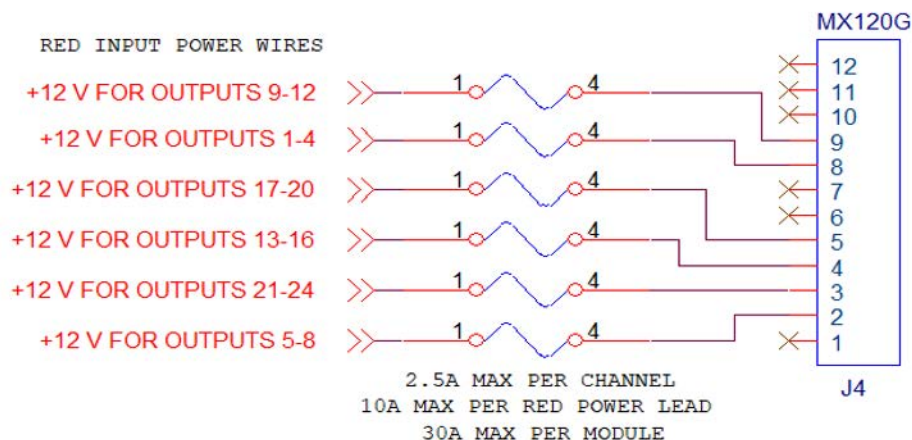 MX120G
RED INPUT POWER WIRES
12
+12 V FOR OUTPUTS 9-12 1 4 11
10
+12 V FOR OUTPUTS 1-4 1 4 9
8
+12 V FOR OUTPUTS 17-20 1 4 7
6
+12 V FOR OUTPUTS 13-16 1 4 5
4
+12 V FOR OUTPUTS 21-24 1 4 3
2
+12 V FOR OUTPUTS 5-8 1 4 1
2.5A MAX PER CHANNEL
J4
10A MAX PER RED POWER LEAD
30A MAX PER MODULE